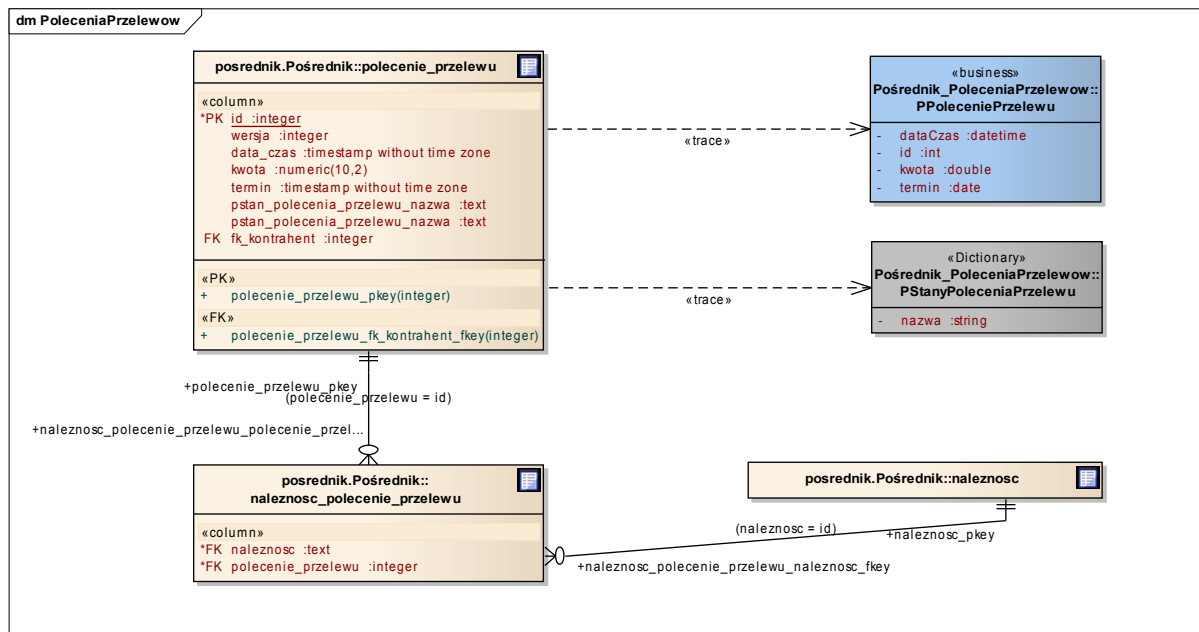 dm PoleceniaPrzelewow
posrednik.Pośrednik::polecenie_przelewu
«column»
*PK id :integer
wersja :integer
data_czas :timestamp without time zone
kwota :numeric(10,2)
termin :timestamp without time zone
pstan_polecenia_przelewu_nazwa :text
pstan_polecenia_przelewu_nazwa :text
FK fk_kontrahent :integer
«PK»
+ polecenie_przelewu_pkey(integer)
«FK»
+ polecenie_przelewu_fk_kontrahent_fkey(integer)
«trace»
«business»
Pośrednik_PoleceniaPrzelewow::
PPoleceniePrzelewu
- dataCzas :datetime
- id :int
- kwota :double
- termin :date
«trace»
«Dictionary»
Pośrednik_PoleceniaPrzelewow::
PStanyPoleceniaPrzelewu
- nazwa :string
+polecenie_przelewu_pkey
(polecenie_przelewu = id)
+naleznosc_polecenie_przelewu_polecenie_przel...
posrednik.Pośrednik::
naleznosc_polecenie_przelewu
«column»
*FK naleznosc :text
*FK polecenie_przelewu :integer
posrednik.Pośrednik::naleznosc
(naleznosc = id)
+naleznosc_pkey
+naleznosc_polecenie_przelewu_naleznosc_fkey